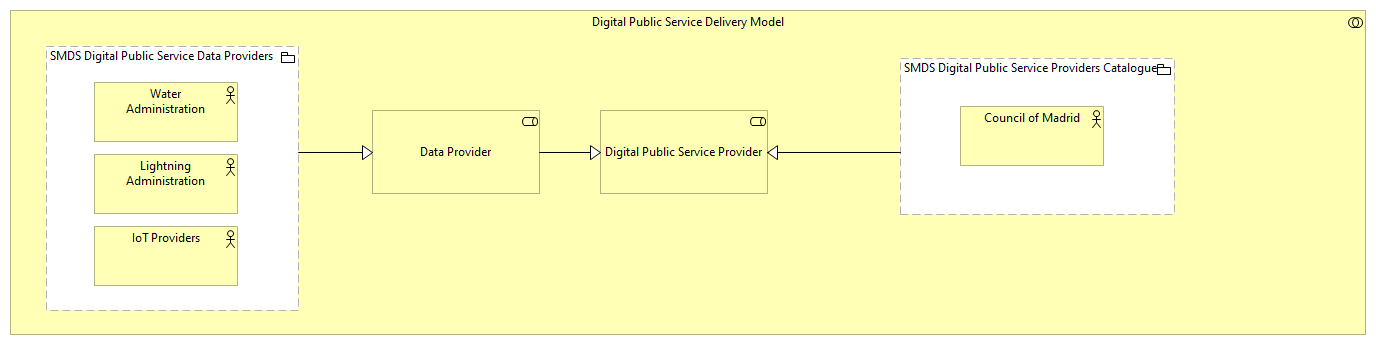 Digital Public Service Delivery Model
SMDS Digital Public Service Data Providers
Water
Administration
Lightning
Administration
IoT Providers
Data Provider
Digital Public Service Provider
SMDS Digital Public Service Providers Catalogue
Council of Madrid